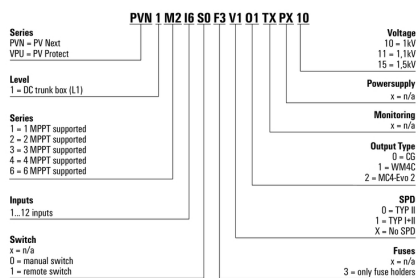 PVN 1 M2 I6 S0 F3 V1 O1 TX PX 10
Series
PVN = PV Next
VPU = PV Protect
Level
1 = DC trunk box (L1)
Series
1 = 1 MPPT supported
2 = 2 MPPT supported
3 = 3 MPPT supported
4 = 4 MPPT supported
6 = 6 MPPT supported
Inputs
1...12 inputs
Switch
x = n/a
0 = manual switch
1 = remote switch
Voltage
10 = 1kV
11 = 1,1kV
15 = 1,5kV
Powersupply
x = n/a
Monitoring
x = n/a
Output Type
0 = CG
1 = WM4C
2 = MC4-Evo 2
SPD
0 = TYP II
1 = TYP I+II
X = No SPD
Fuses
x = n/a
3 = only fuse holders